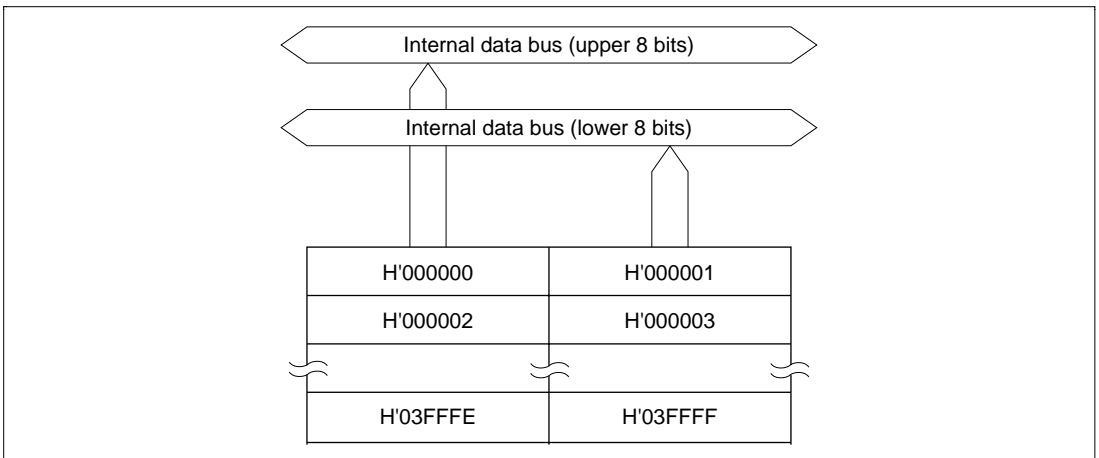 Internal data bus (upper 8 bits)
Internal data bus (lower 8 bits)
H'000000 H'000001
H'000002 H'000003
H'03FFFE H'03FFFF